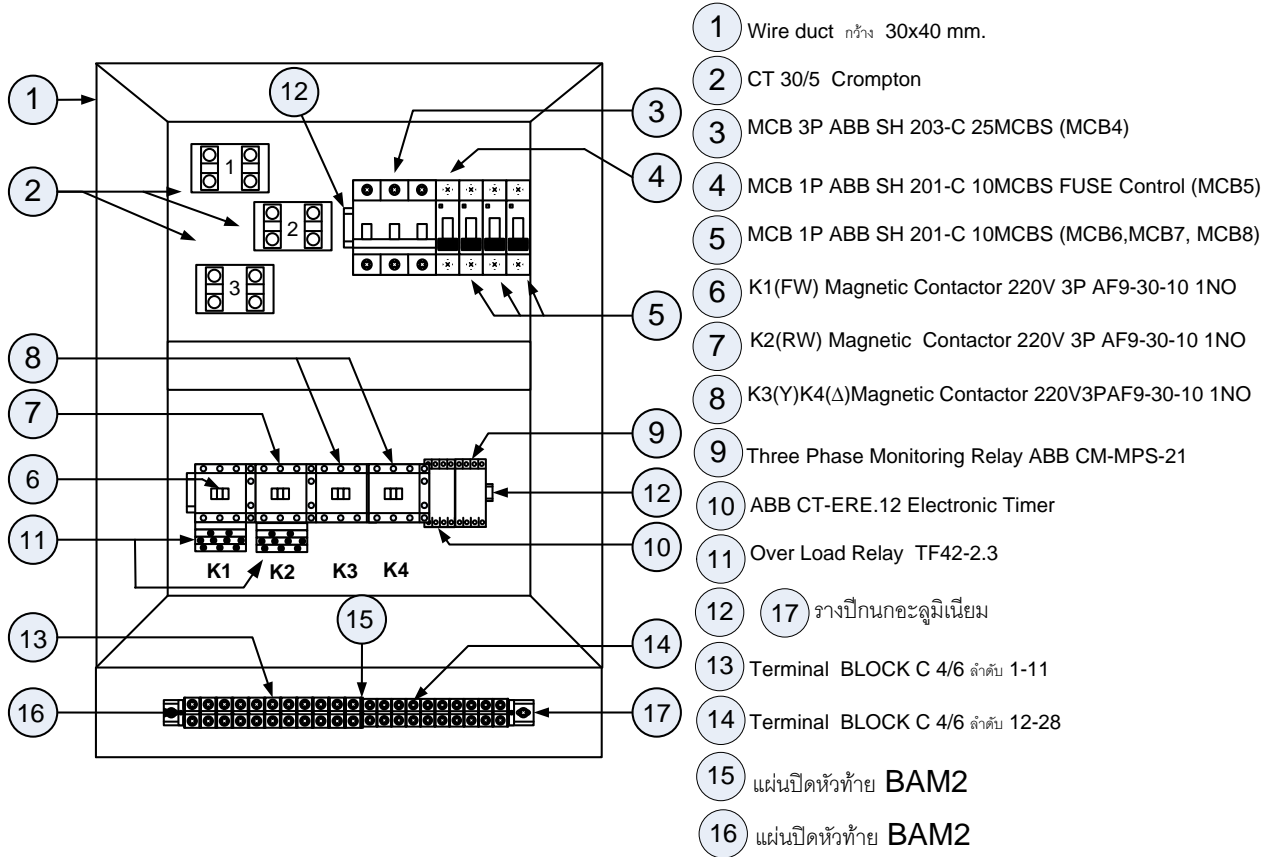 1 Wire duct กว้าง 30x40 mm.
2 CT 30/5 Crompton
3 MCB 3P ABB SH 203-C 25MCBS (MCB4)
4 MCB 1P ABB SH 201-C 10MCBS FUSE Control (MCB5)
5 MCB 1P ABB SH 201-C 10MCBS (MCB6,MCB7, MCB8)
6 K1(FW) Magnetic Contactor 220V 3P AF9-30-10 1NO
7 K2(RW) Magnetic Contactor 220V 3P AF9-30-10 1NO
8 K3(Y)K4(Δ)Magnetic Contactor 220V3PAF9-30-10 1NO
9 Three Phase Monitoring Relay ABB CM-MPS-21
10 ABB CT-ERE.12 Electronic Timer
11 Over Load Relay TF42-2.3
12 17 รางปีกนกอะลูมิเนียม
13 Terminal BLOCK C 4/6 ลำดับ 1-11
14 Terminal BLOCK C 4/6 ลำดับ 12-28
15 แผ่นปิดหัวท้าย BAM2
16 แผ่นปิดหัวท้าย BAM2
1
12
3
1
2
4
2
3
5
8
7
9
6
12
11
10
K1 K2 K3 K4
15
13
14
16
17